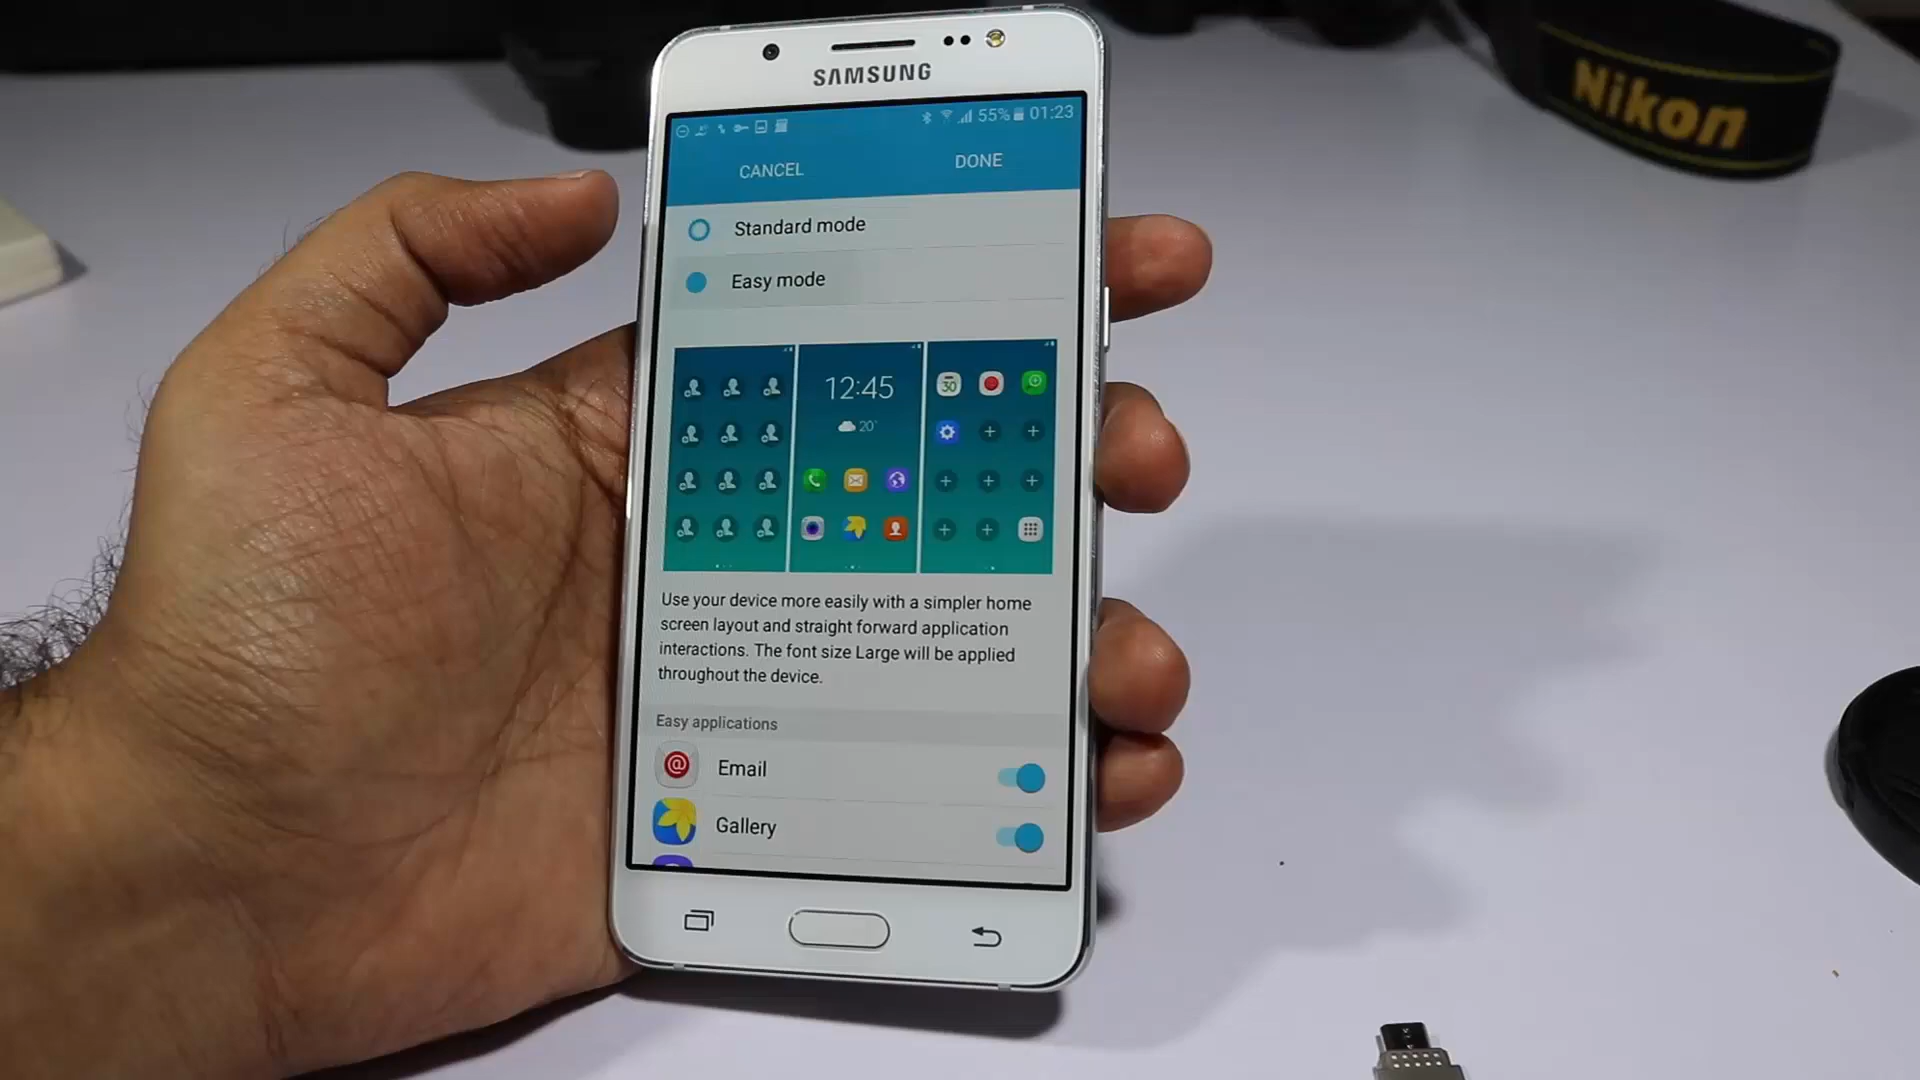 SAMSUNG
Nikon
55% 01:23
CANCEL DONE
Standard mode
Easy mode
12:45
20°
30
Use your device more easily with a simpler home
screen layout and straight forward application
interactions. The font size Large will be applied
throughout the device.
Easy applications
@ Email
Gallery